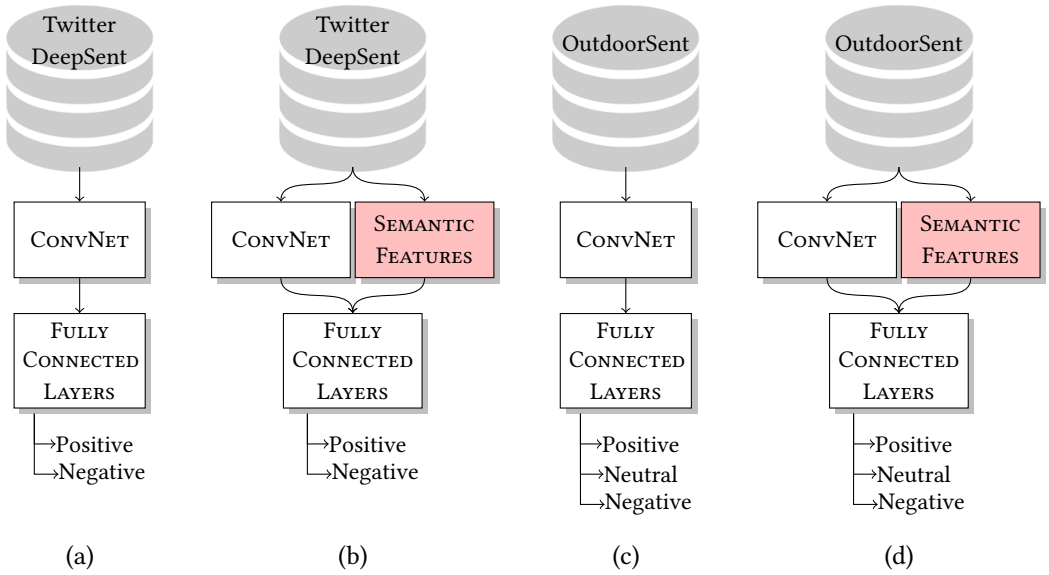 Twitter
DeepSent
ConvNet
Fully
Connected
Layers
Positive
Negative
(a)
Twitter
DeepSent
ConvNet
Semantic
Features
Fully
Connected
Layers
Positive
Negative
(b)
OutdoorSent
ConvNet
Fully
Connected
Layers
Positive
Neutral
Negative
(c)
OutdoorSent
ConvNet
Semantic
Features
Fully
Connected
Layers
Positive
Neutral
Negative
(d)